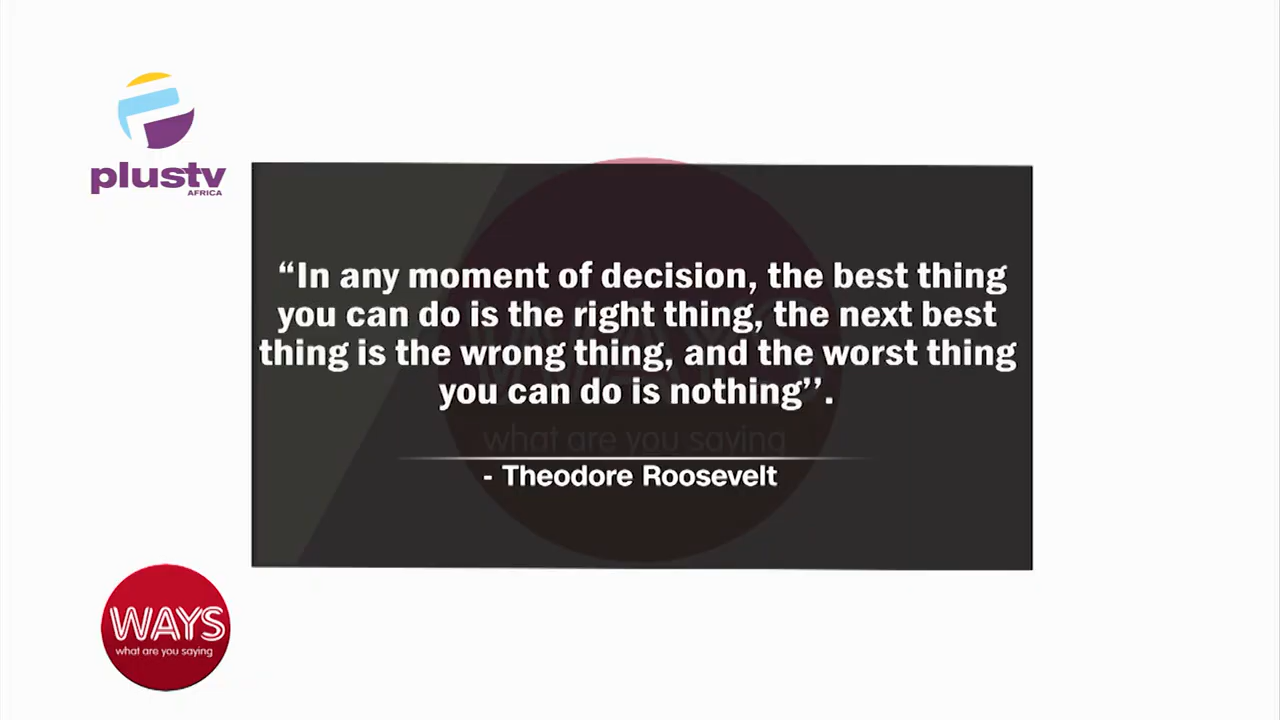 plustv
AFRICA
“In any moment of decision, the best thing
you can do is the right thing, the next best
thing is the wrong thing, and the worst thing
you can do is nothing’’.
WAYS
what are you saying
- Theodore Roosevelt
WAYS
what are you saying